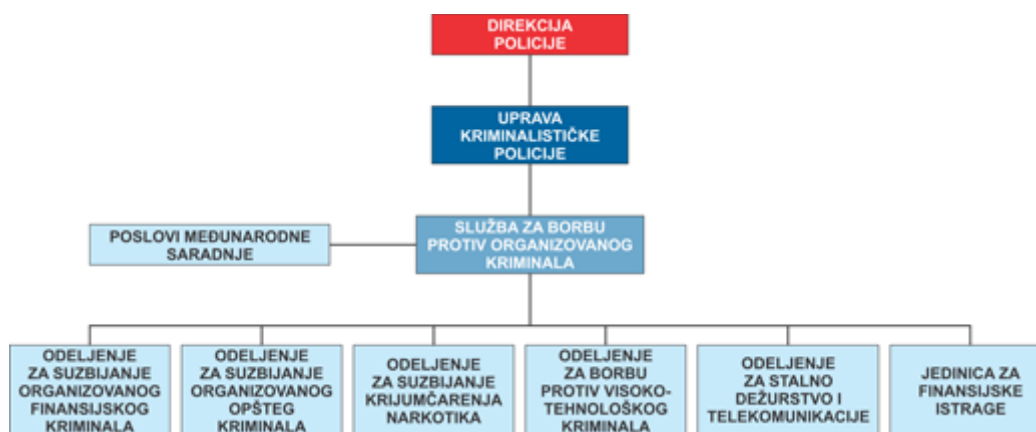 DIREKCIJA
POLICIJE
UPRAVA
KRIMINALISTIČKE
POLICIJE
SLUŽBA ZA BORBU
PROTIV ORGANIZOVANOG
KRIMINALA
POSLOVI MEĐUNARODNE
SARADNJE
ODELJENJE
ZA SUZBIJANJE
ORGANIZOVANOG
FINANSIJSKOG
KRIMINALA
ODELJENJE
ZA SUZBIJANJE
ORGANIZOVANOG
OPŠTEG
KRIMINALA
ODELJENJE
ZA SUZBIJANJE
KRIJUMČARENJA
NARKOTIKA
ODELJENJE
ZA BORBU
PROTIV VISOKO-
TEHNOLOŠKOG
KRIMINALA
ODELJENJE
ZA STALNO
DEŽURSTVO I
TELEKOMUNIKACIJE
JEDINICA ZA
FINANSIJSKE
ISTRAGE